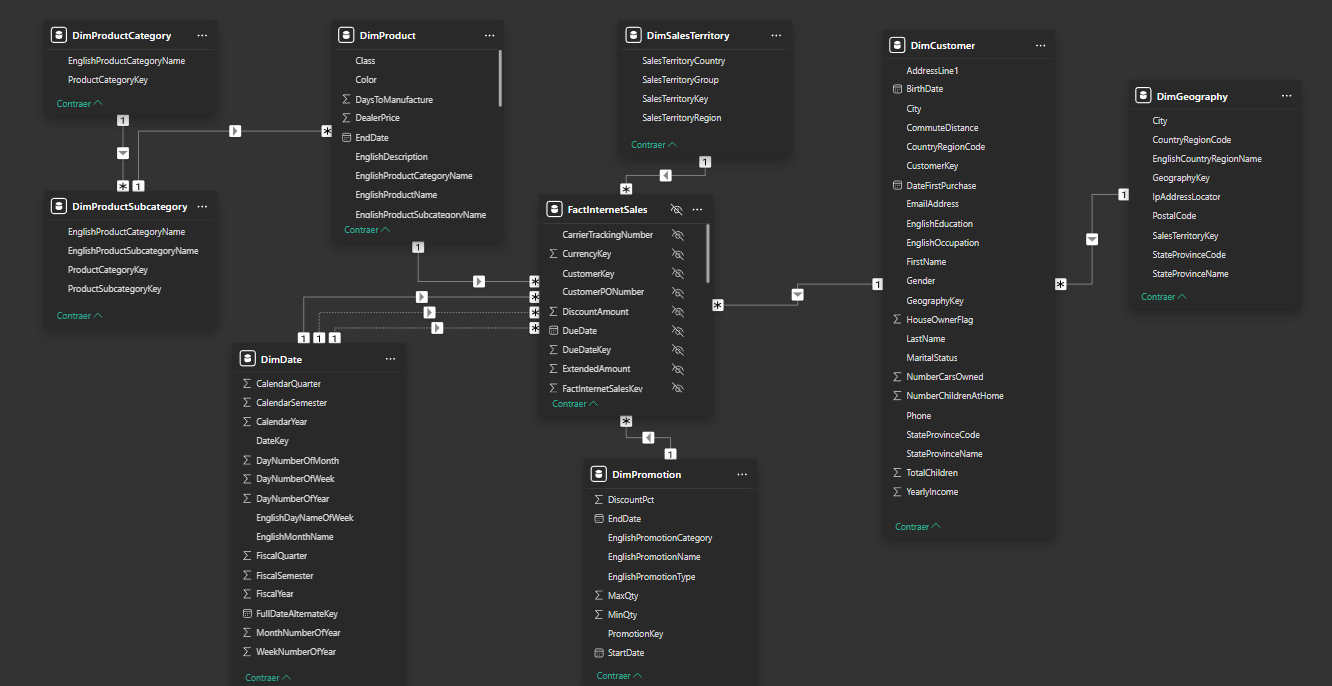 DimProductCategory ...
EnglishProductCategoryName
ProductCategoryKey
Contraer
1
*
1
DimProductSubcategory ...
EnglishProductCategoryName
EnglishProductSubcategoryName
ProductCategoryKey
ProductSubcategoryKey
Contraer
DimProduct ...
Class
Color
DaysToManufacture
DealerPrice
EndDate
EnglishDescription
EnglishProductCategoryName
EnglishProductName
EnglishProductSubcategoryName
Contraer
*
1
DimSalesTerritory ...
SalesTerritoryCountry
SalesTerritoryGroup
SalesTerritoryKey
SalesTerritoryRegion
Contraer
1
*
FactInternetSales ...
CarrierTrackingNumber
CurrencyKey
CustomerKey
CustomerPONumber
DiscountAmount
DueDate
DueDateKey
ExtendedAmount
FactInternetSalesKey
Contraer
*
*
*
*
*
*
1
1 1 1
DimDate ...
CalendarQuarter
CalendarSemester
CalendarYear
DateKey
DayNumberOfMonth
DayNumberOfWeek
DayNumberOfYear
EnglishDayNameOfWeek
EnglishMonthName
FiscalQuarter
FiscalSemester
FiscalYear
FullDateAlternateKey
MonthNumberOfYear
WeekNumberOfYear
Contraer
DimPromotion ...
DiscountPct
EndDate
EnglishPromotionCategory
EnglishPromotionName
EnglishPromotionType
MaxQty
MinQty
PromotionKey
StartDate
Contraer
DimCustomer ...
AddressLine1
BirthDate
City
CommuteDistance
CountryRegionCode
CustomerKey
DateFirstPurchase
EmailAddress
EnglishEducation
EnglishOccupation
FirstName
Gender
GeographyKey
HouseOwnerFlag
LastName
MaritalStatus
NumberCarsOwned
NumberChildrenAtHome
Phone
StateProvinceCode
StateProvinceName
TotalChildren
YearlyIncome
Contraer
1
*
1
DimGeography ...
City
CountryRegionCode
EnglishCountryRegionName
GeographyKey
IpAddressLocator
PostalCode
SalesTerritoryKey
StateProvinceCode
StateProvinceName
Contraer